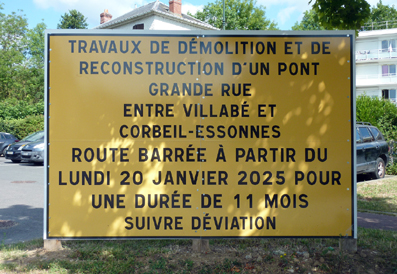 TRAVAUX DE DÉMOLITION ET DE
RECONSTRUCTION D'UN PONT
GRANDE RUE
ENTRE VILLABÉ ET
CORBEIL-ESSONNES
ROUTE BARRÉE À PARTIR DU
LUNDI 20 JANVIER 2025 POUR
UNE DURÉE DE 11 MOIS
SUIVRE DÉVIATION